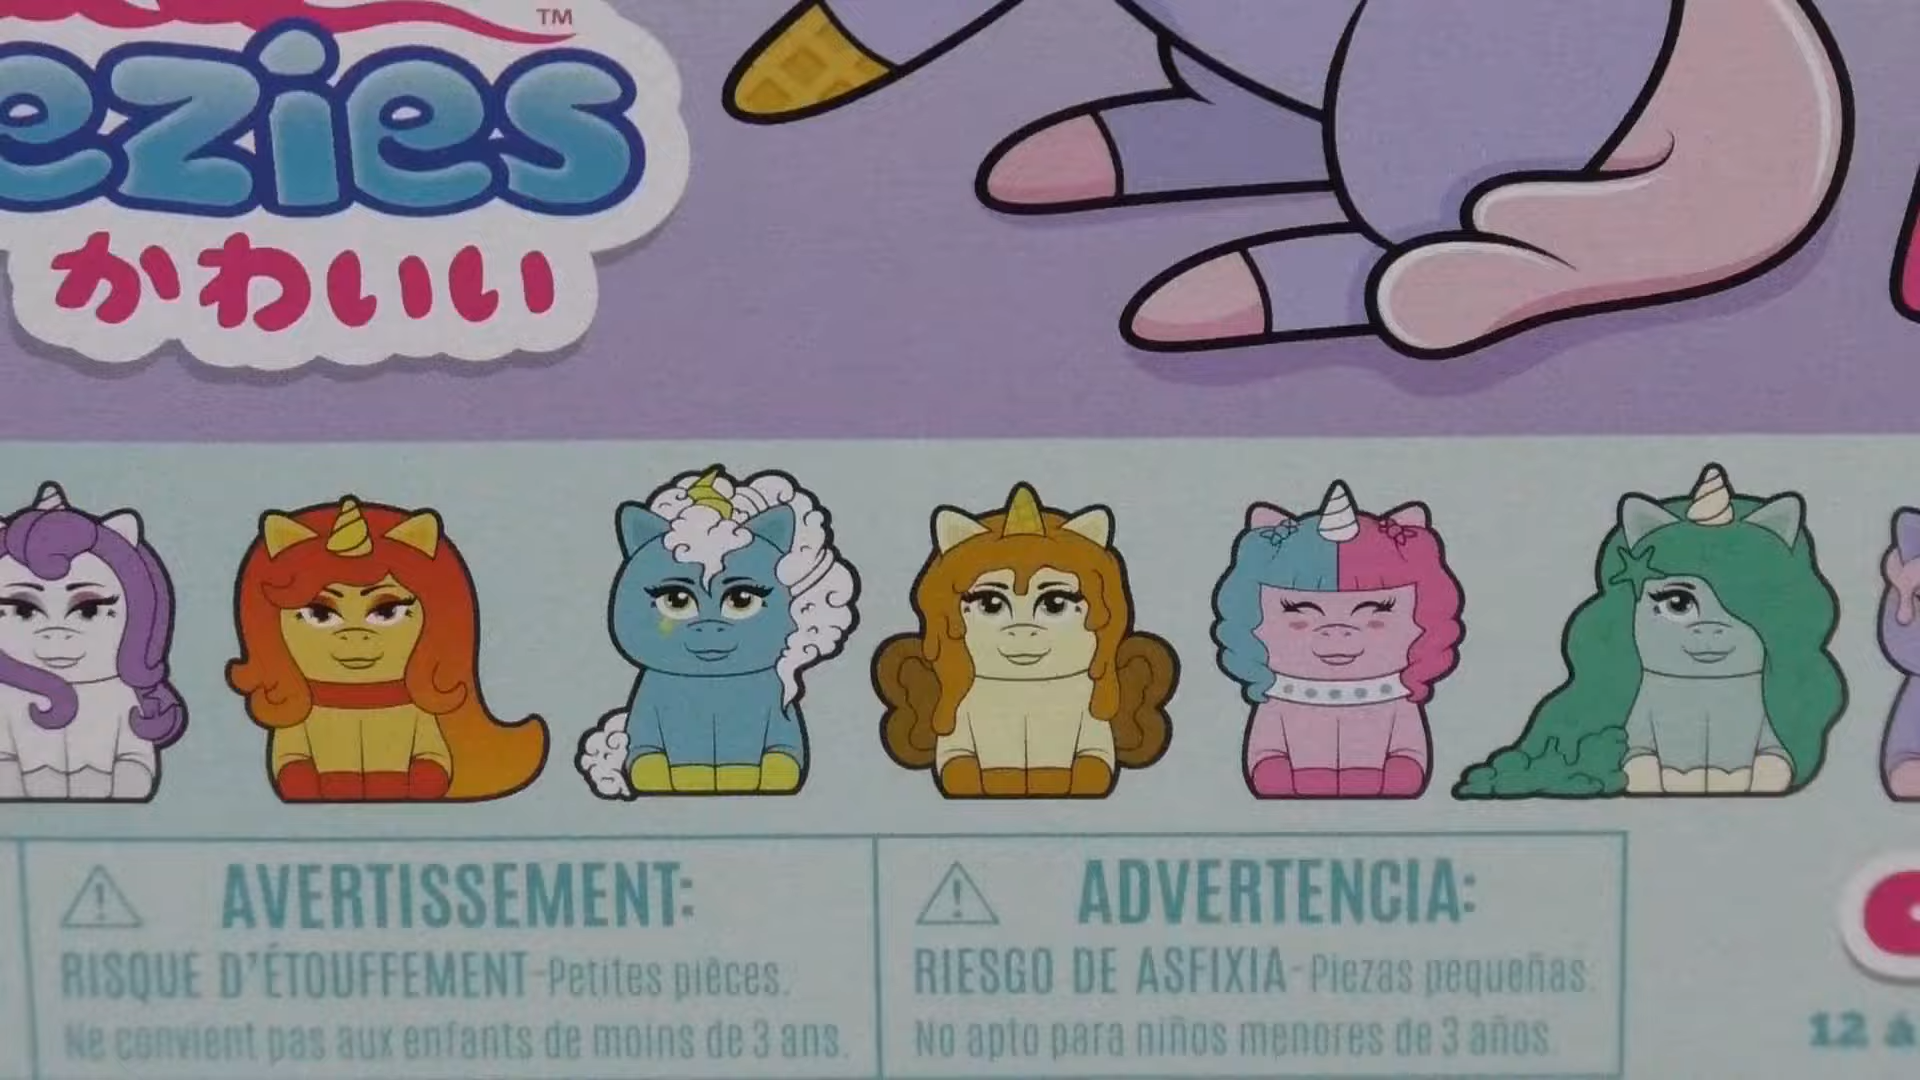 TM
ezies
かわいい
AVERTISSEMENT:
RISQUE D'ÉTOUFFEMENT-Petites pièces.
Ne convient pas aux enfants de moins de 3 ans.
ADVERTENCIA:
RIESGO DE ASFIXIA-Piezas pequeñas.
No apto para niños menores de 3 años.
12